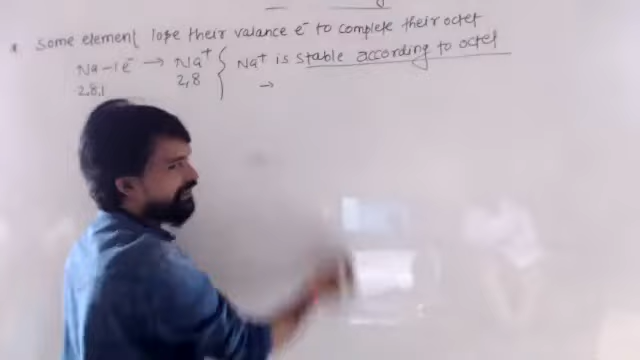 * some element lose their valance e⁻ to complete their octet
Na – 1e⁻ → Na⁺ { Na⁺ is stable according to octet
2,8,1 2,8 →